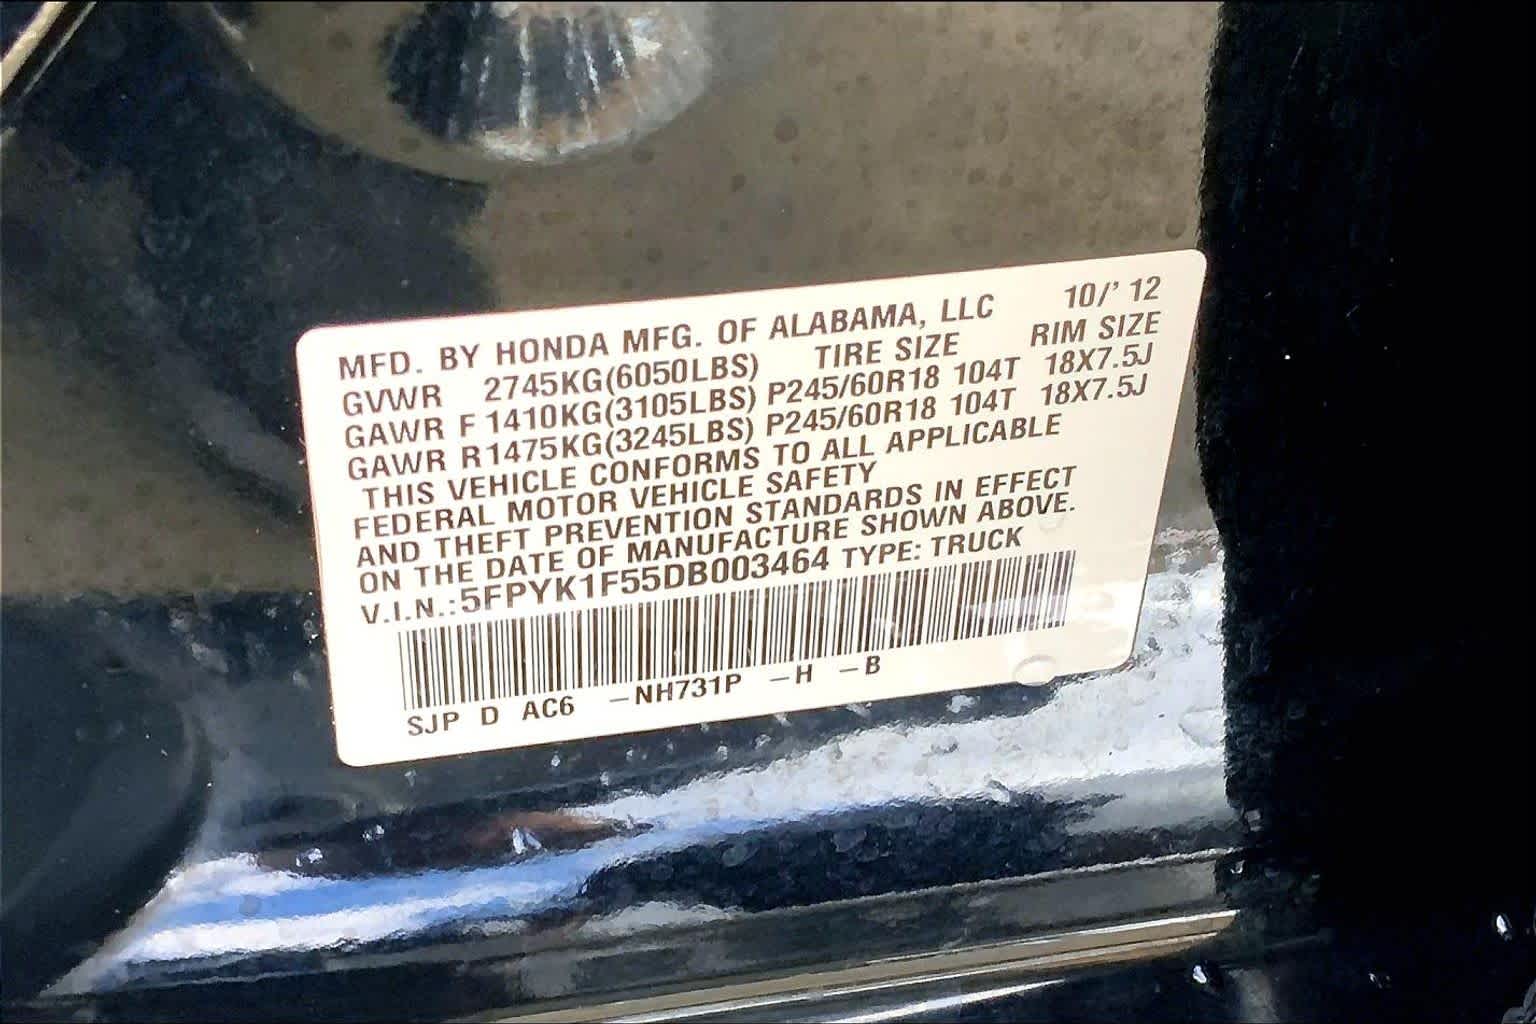 MFD. BY HONDA MFG. OF ALABAMA, LLC 10/' 12
GVWR 2745KG(6050LBS) TIRE SIZE RIM SIZE
GAWR F 1410KG(3105LBS) P245/60R18 104T 18X7.5J
GAWR R 1475KG(3245LBS) P245/60R18 104T 18X7.5J
THIS VEHICLE CONFORMS TO ALL APPLICABLE
FEDERAL MOTOR VEHICLE SAFETY
AND THEFT PREVENTION STANDARDS IN EFFECT
ON THE DATE OF MANUFACTURE SHOWN ABOVE.
V.I.N.:5FPYK1F55DB003464 TYPE: TRUCK
SJP D AC6 –NH731P –H –B